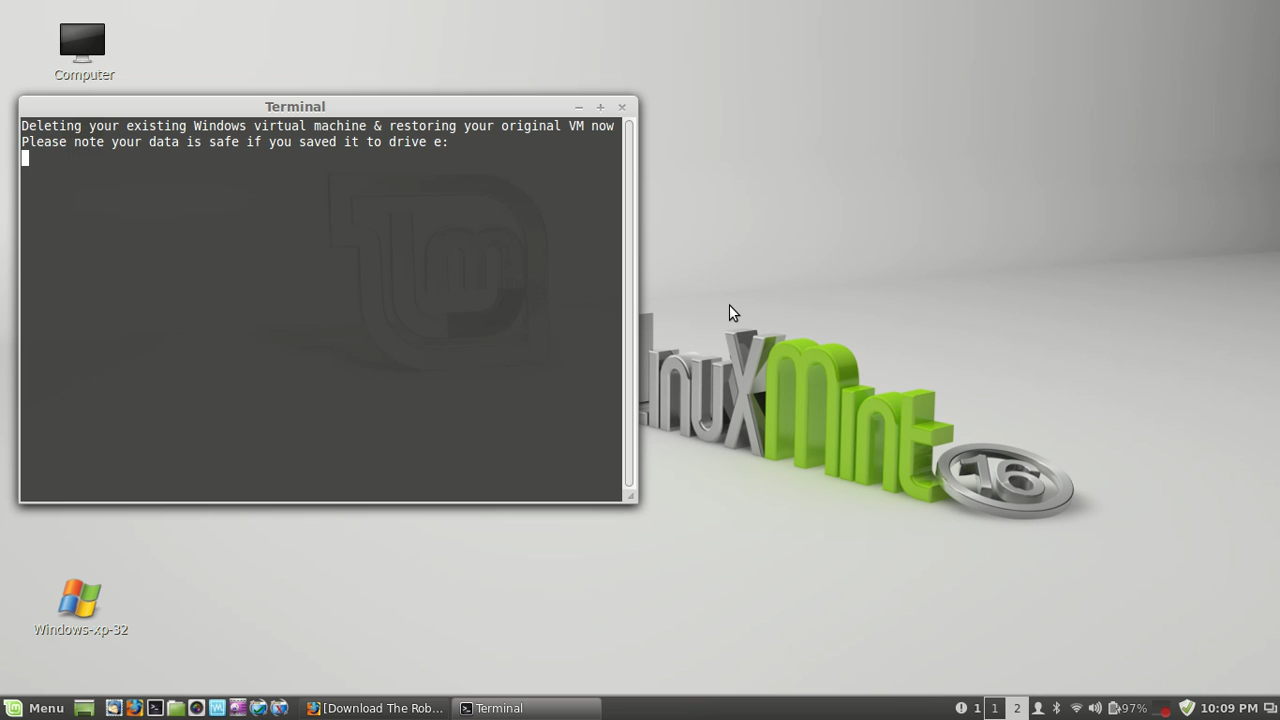 Computer
Terminal
Deleting your existing Windows virtual machine & restoring your original VM now
Please note your data is safe if you saved it to drive e:
LinuxMint 16
Windows-xp-32
Menu
[Download The Rob...
Terminal
1
1
2
97%
10:09 PM